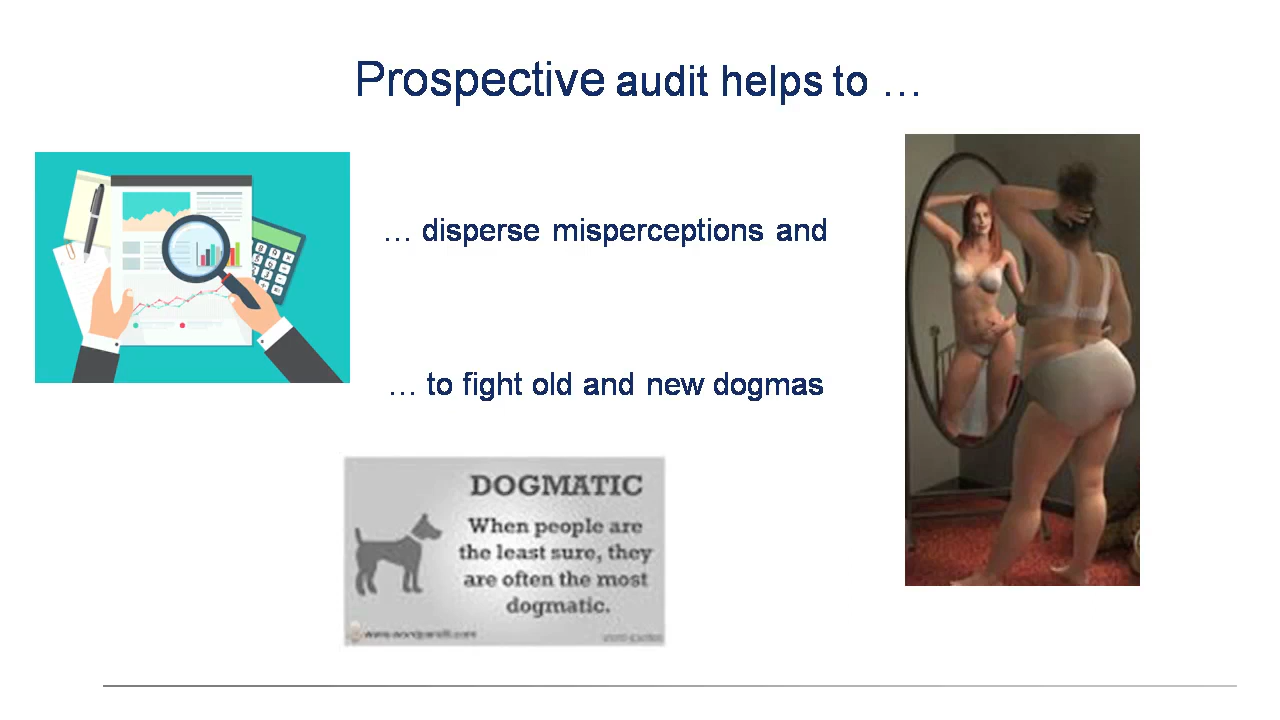 Prospective audit helps to …
… disperse misperceptions and
… to fight old and new dogmas
DOGMATIC
When people are
the least sure, they
are often the most
dogmatic.